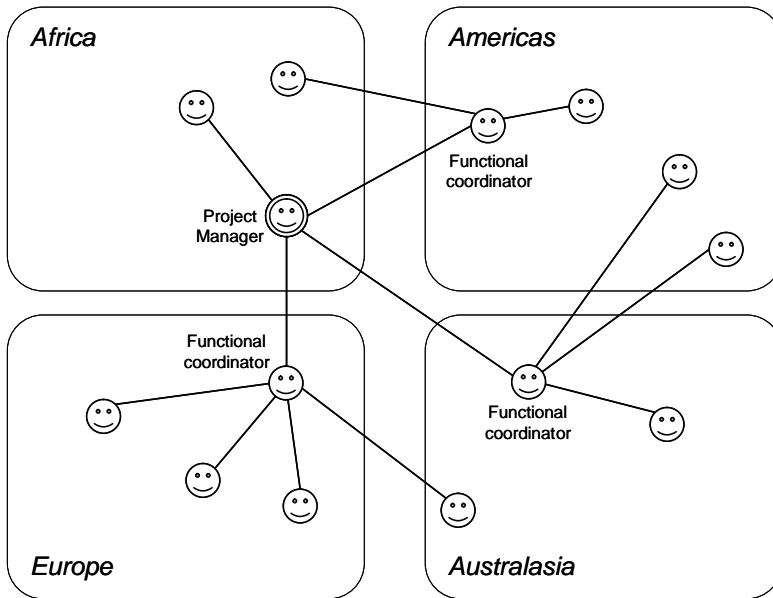 Africa
Americas
Functional
coordinator
Project
Manager
Functional
coordinator
Functional
coordinator
Europe
Australasia